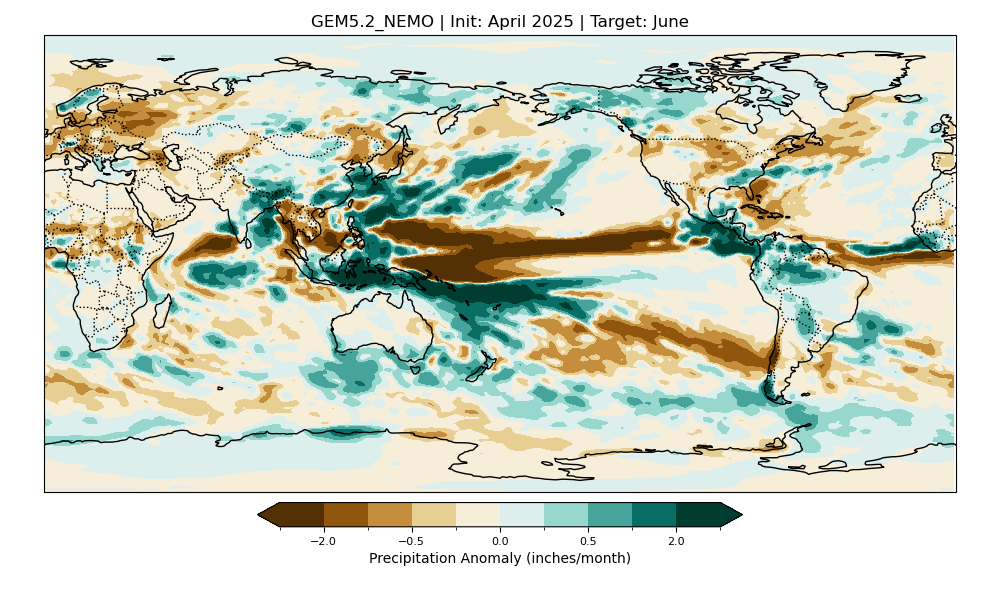 GEM5.2_NEMO | Init: April 2025 | Target: June
−2.0 −0.5 0.0 0.5 2.0
Precipitation Anomaly (inches/month)